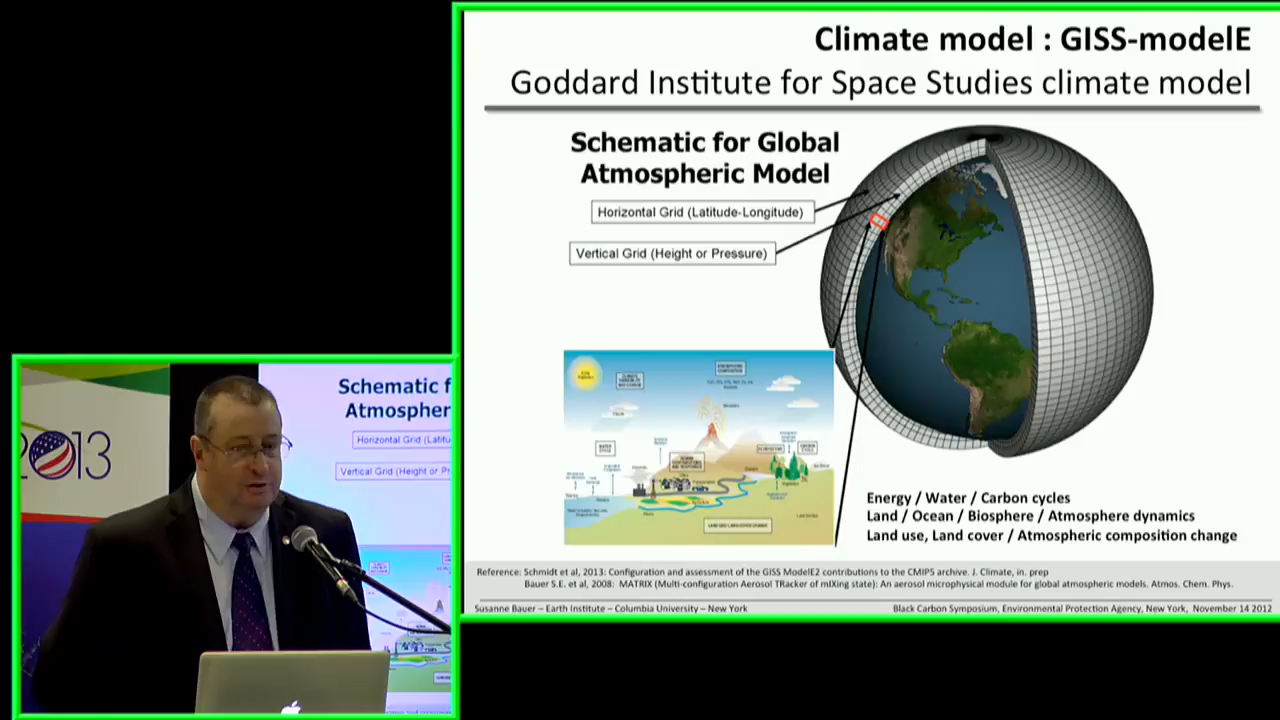 Climate model : GISS-modelE
Goddard Institute for Space Studies climate model
Schematic for Global
Atmospheric Model
Horizontal Grid (Latitude-Longitude)
Vertical Grid (Height or Pressure)
Energy / Water / Carbon cycles
Land / Ocean / Biosphere / Atmosphere dynamics
Land use, Land cover / Atmospheric composition change
Reference: Schmidt et al, 2013: Configuration and assessment of the GISS ModelE2 contributions to the CMIP5 archive. J. Climate, in. prep
Bauer S.E. et al, 2008: MATRIX (Multi-configuration Aerosol TRacker of mIXing state): An aerosol microphysical module for global atmospheric models. Atmos. Chem. Phys.
Susanne Bauer – Earth Institute – Columbia University – New York
Black Carbon Symposium, Environmental Protection Agency, New York, November 14 2012
2013
Schematic f
Atmospher
Horizontal Grid (Latitu
Vertical Grid (Height or Pr